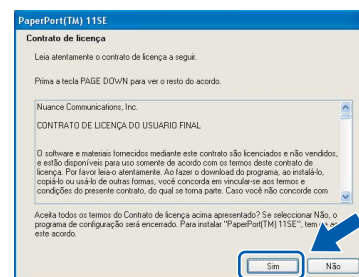 PaperPort(TM) 11SE
Contrato de licença
Leia atentamente o contrato de licença a seguir.
Prima a tecla PAGE DOWN para ver o resto do acordo.
Nuance Communications, Inc.
CONTRATO DE LICENÇA DO USUARIO FINAL
O software e materiais fornecidos mediante este contrato são licenciados e não vendidos,
e estão disponíveis para uso somente de acordo com os termos deste contrato de
licença. Por favor leia-o atentamente. Ao fazer o download do programa, ao instalá-lo,
copiá-lo ou usá-lo de outras formas, você concorda em vincular-se aos termos e
condições do presente contrato, do qual se torna parte. Caso você não concorde com
Aceita todos os termos do Contrato de licença acima apresentado? Se seleccionar Não, o
programa de configuração será encerrado. Para instalar "PaperPort(TM) 11SE",
este acordo.
Sim
Não